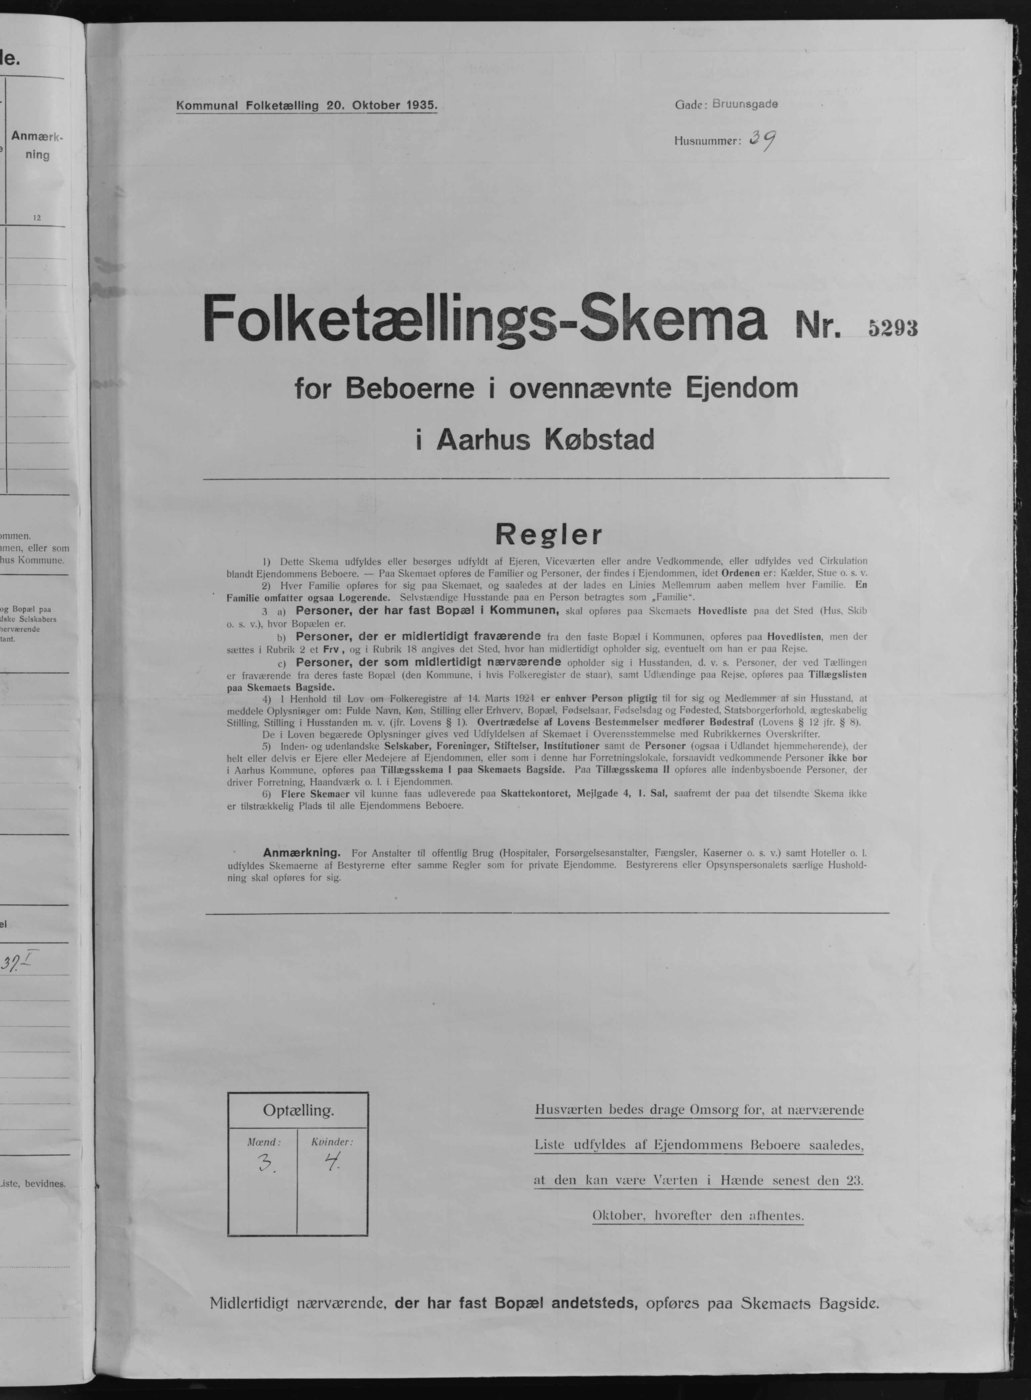 le.
Anmærk-
ning
12
ommen.
mmen, eller som
hus Kommune.
og Bopæl paa
dske Selskabers
herværende
tant.
el
39. I
Liste, bevidnes.
Kommunal Folketælling 20. Oktober 1935.
Gade: Bruunsgade
Husnummer: 39
Folketællings-Skema Nr. 5293
for Beboerne i ovennævnte Ejendom
i Aarhus Købstad
Regler
1) Dette Skema udfyldes eller besørges udfyldt af Ejeren, Viceværten eller andre Vedkommende, eller udfyldes ved Cirkulation
blandt Ejendommens Beboere. — Paa Skemaet opføres de Familier og Personer, der findes i Ejendommen, idet Ordenen er: Kælder, Stue o. s. v.
2) Hver Familie opføres for sig paa Skemaet, og saaledes at der lades en Linies Mellemrum aaben mellem hver Familie. En
Familie omfatter ogsaa Logerende. Selvstændige Husstande paa en Person betragtes som „Familie".
3 a) Personer, der har fast Bopæl i Kommunen, skal opføres paa Skemaets Hovedliste paa det Sted (Hus, Skib
o. s. v.), hvor Bopælen er.
b) Personer, der er midlertidigt fraværende fra den faste Bopæl i Kommunen, opføres paa Hovedlisten, men der
sættes i Rubrik 2 et Frv, og i Rubrik 18 angives det Sted, hvor han midlertidigt opholder sig, eventuelt om han er paa Rejse.
c) Personer, der som midlertidigt nærværende opholder sig i Husstanden, d. v. s. Personer, der ved Tællingen
er fraværende fra deres faste Bopæl (den Kommune, i hvis Folkeregister de staar), samt Udlændinge paa Rejse, opføres paa Tillægslisten
paa Skemaets Bagside.
4) I Henhold til Lov om Folkeregistre af 14. Marts 1924 er enhver Person pligtig til for sig og Medlemmer af sin Husstand, at
meddele Oplysninger om: Fulde Navn, Køn, Stilling eller Erhverv, Bopæl, Fødselsaar, Fødselsdag og Fødested, Statsborgerforhold, ægteskabelig
Stilling, Stilling i Husstanden m. v. (jfr. Lovens § 1). Overtrædelse af Lovens Bestemmelser medfører Bødestraf (Lovens § 12 jfr. § 8).
De i Loven begærede Oplysninger gives ved Udfyldelsen af Skemaet i Overensstemmelse med Rubrikkernes Overskrifter.
5) Inden- og udenlandske Selskaber, Foreninger, Stiftelser, Institutioner samt de Personer (ogsaa i Udlandet hjemmehørende), der
helt eller delvis er Ejere eller Medejere af Ejendommen, eller som i denne har Forretningslokale, forsaavidt vedkommende Personer ikke bor
i Aarhus Kommune, opføres paa Tillægsskema I paa Skemaets Bagside. Paa Tillægsskema II opføres alle indenbysboende Personer, der
driver Forretning, Haandværk o. l. i Ejendommen.
6) Flere Skemaer vil kunne faas udleverede paa Skattekontoret, Mejlgade 4, 1. Sal, saafremt der paa det tilsendte Skema ikke
er tilstrækkelig Plads til alle Ejendommens Beboere.
Anmærkning. For Anstalter til offentlig Brug (Hospitaler, Forsørgelsesanstalter, Fængsler, Kaserner o. s. v.) samt Hoteller o. l.
udfyldes Skemaerne af Bestyrerne efter samme Regler som for private Ejendomme. Bestyrerens eller Opsynspersonalets særlige Hushold-
ning skal opføres for sig.
Optælling.
Mænd: Kvinder:
3. 4.
Husværten bedes drage Omsorg for, at nærværende
Liste udfyldes af Ejendommens Beboere saaledes,
at den kan være Værten i Hænde senest den 23.
Oktober, hvorefter den afhentes.
Midlertidigt nærværende, der har fast Bopæl andetsteds, opføres paa Skemaets Bagside.